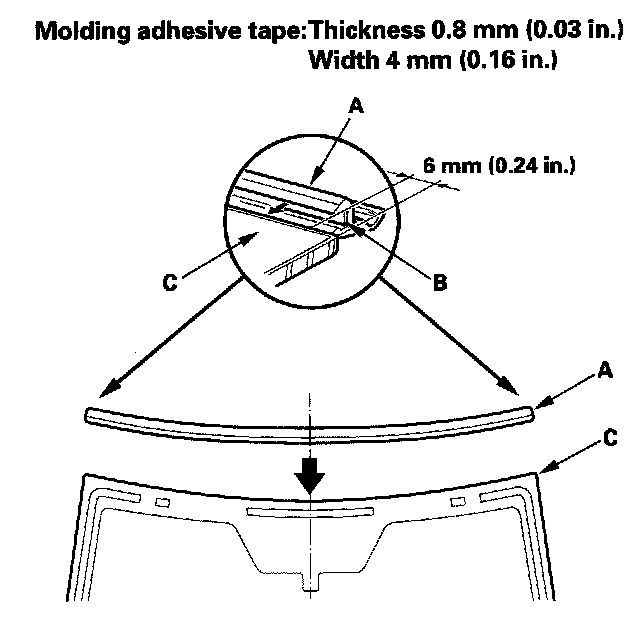 Molding adhesive tape:Thickness 0.8 mm (0.03 in.)
Width 4 mm (0.16 in.)
A
6 mm (0.24 in.)
C
B
A
C